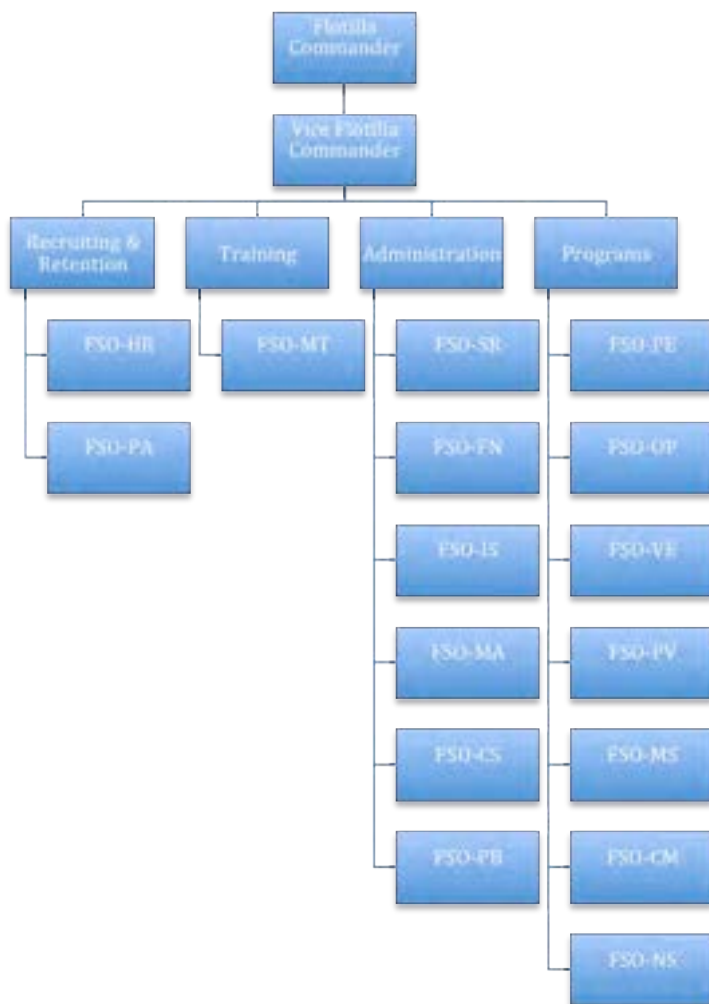 Flotilla
Commander
Vice Flotilla
Commander
Recruiting &
Retention
Training
Administration
Programs
FSO-HR
FSO-MT
FSO-SR
FSO-PE
FSO-PA
FSO-FN
FSO-OP
FSO-IS
FSO-VE
FSO-MA
FSO-PV
FSO-CS
FSO-MS
FSO-PB
FSO-CM
FSO-NS